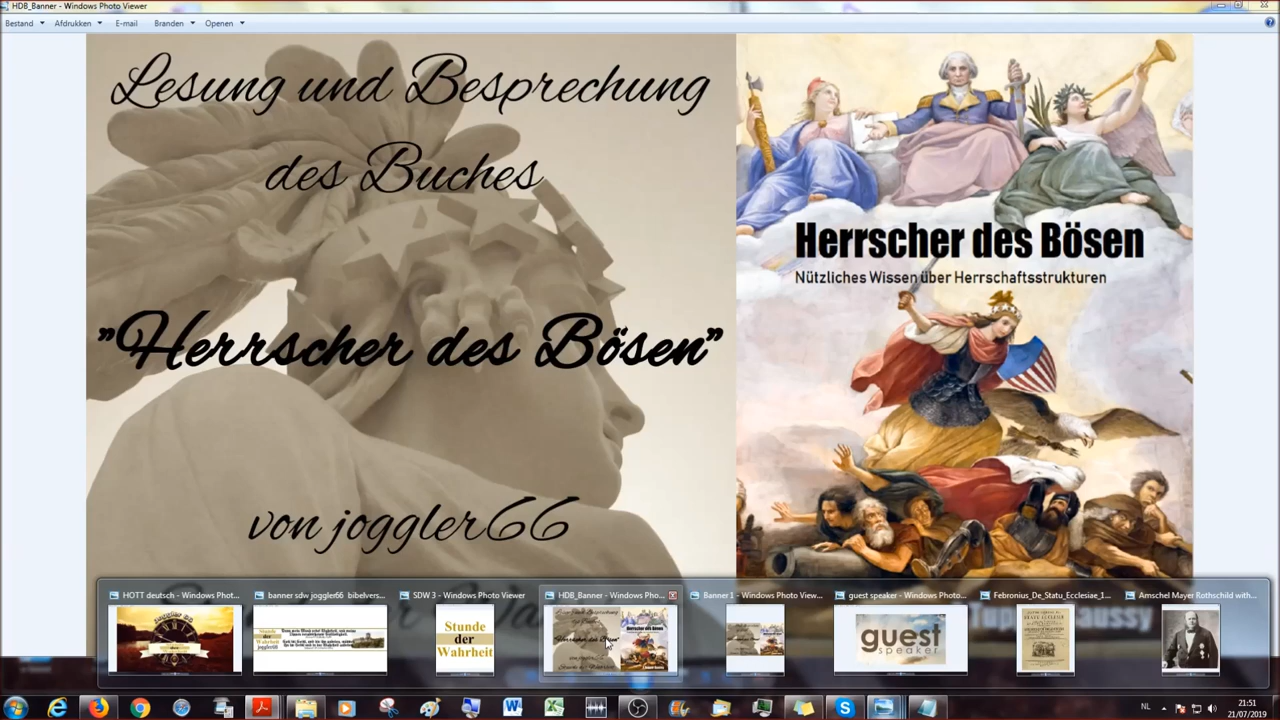 HDB_Banner - Windows Photo Viewer
Bestand Afdrukken E-mail Branden Openen
Lesung und Besprechung
des Buches
"Herrscher des Bösen"
von joggler66
Herrscher des Bösen
Nützliches Wissen über Herrschaftsstrukturen
HOTT deutsch - Windows Phot...
banner sdw joggler66 bibelvers...
SDW 3 - Windows Photo Viewer
HDB_Banner - Windows Pho...
Banner1 - Windows Photo View...
guest speaker - Windows Photo...
Febronius_De_Statu_Ecclesiae_1...
Amschel Mayer Rothschild with...
Stunde
der
Wahrheit
guest
speaker
NL
21:51
21/07/2019